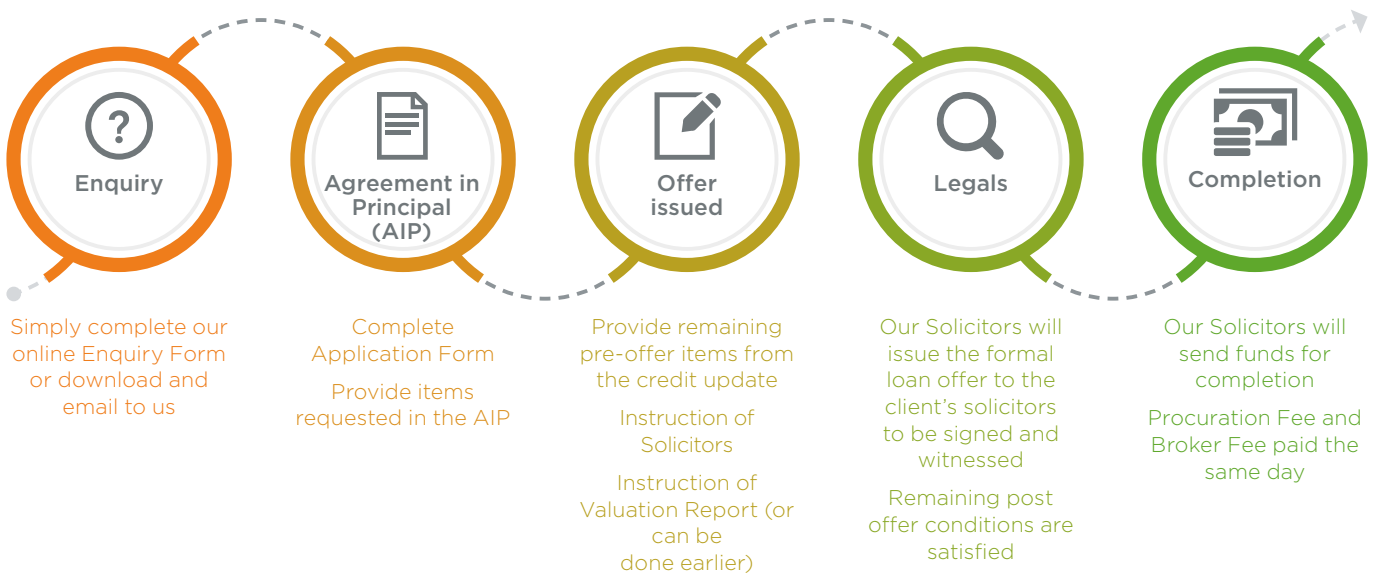 ?
Enquiry
Simply complete our
online Enquiry Form
or download and
email to us
Agreement in
Principal
(AIP)
Complete
Application Form
Provide items
requested in the AIP
Offer
issued
Provide remaining
pre-offer items from
the credit update
Instruction of
Solicitors
Instruction of
Valuation Report (or
can be
done earlier)
Legals
Our Solicitors will
issue the formal
loan offer to the
client's solicitors
to be signed and
witnessed
Remaining post
offer conditions are
satisfied
Completion
Our Solicitors will
send funds for
completion
Procuration Fee and
Broker Fee paid the
same day